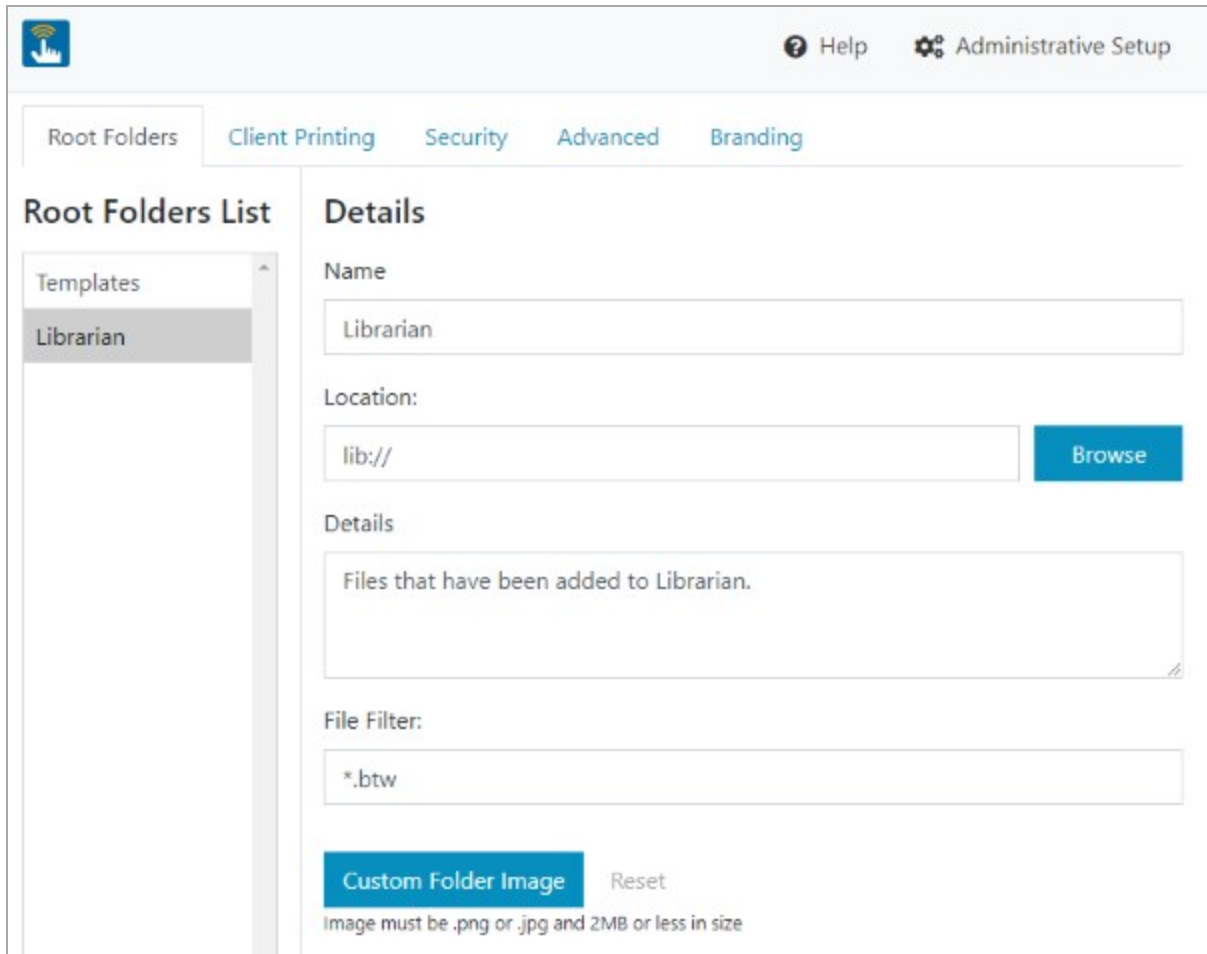 Help Administrative Setup
Root Folders Client Printing Security Advanced Branding
Root Folders List
Templates
Librarian
Details
Name
Librarian
Location:
lib://
Browse
Details
Files that have been added to Librarian.
File Filter:
*.btw
Custom Folder Image Reset
Image must be .png or .jpg and 2MB or less in size